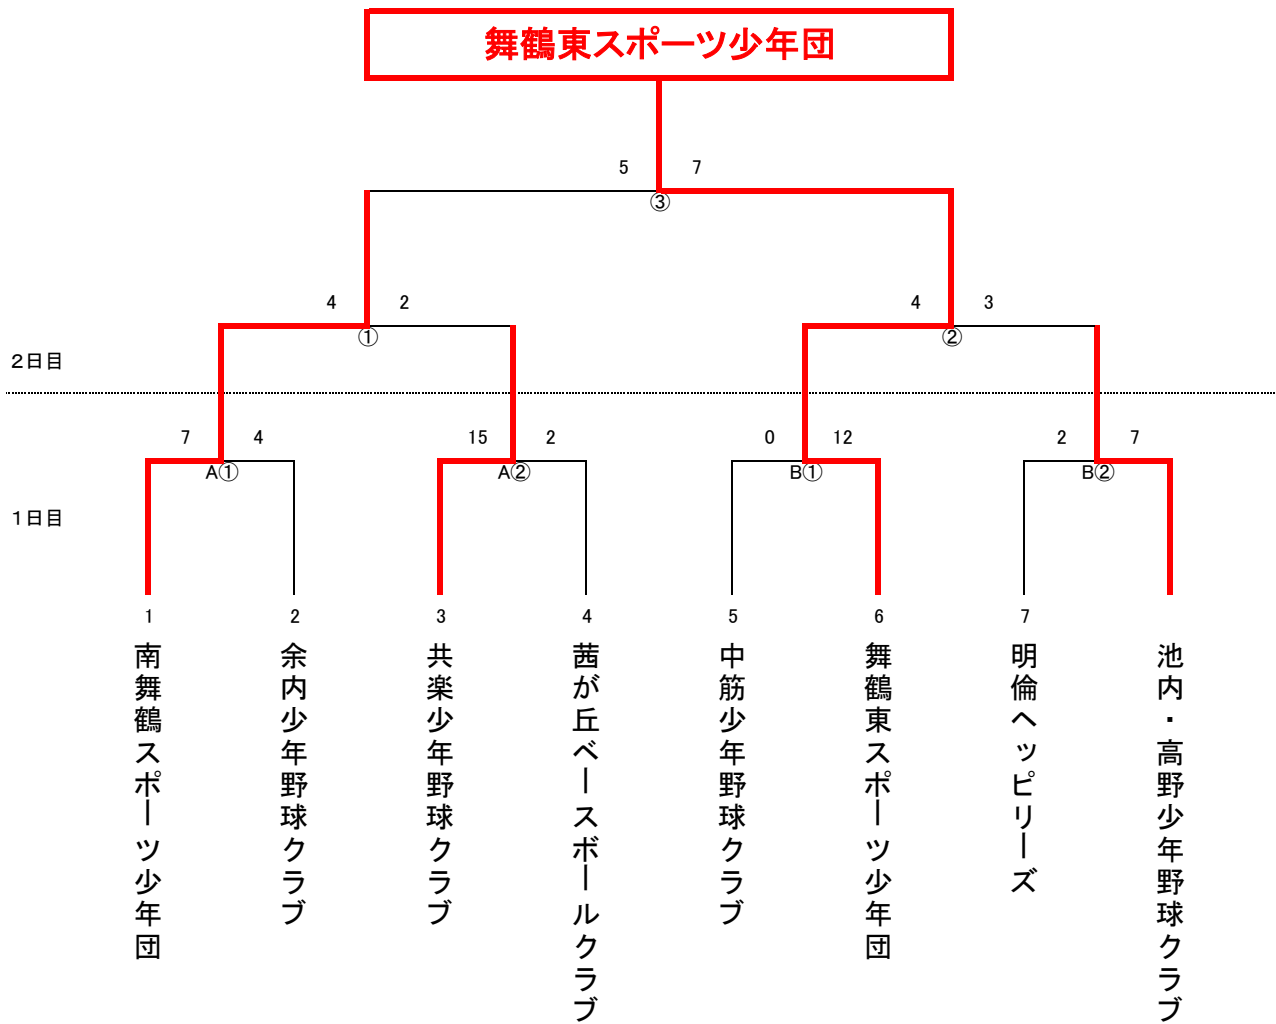 舞鶴東スポーツ少年団
5 7
③
4 2 4 3
① ②
2日目
7 4 15 2 0 12 2 7
A① A② B① B②
1日目
1 2 3 4 5 6 7
南舞鶴スポーツ少年団
余内少年野球クラブ
共楽少年野球クラブ
茜が丘ベースボールクラブ
中筋少年野球クラブ
舞鶴東スポーツ少年団
明倫ヘッピリーズ
池内・高野少年野球クラブ